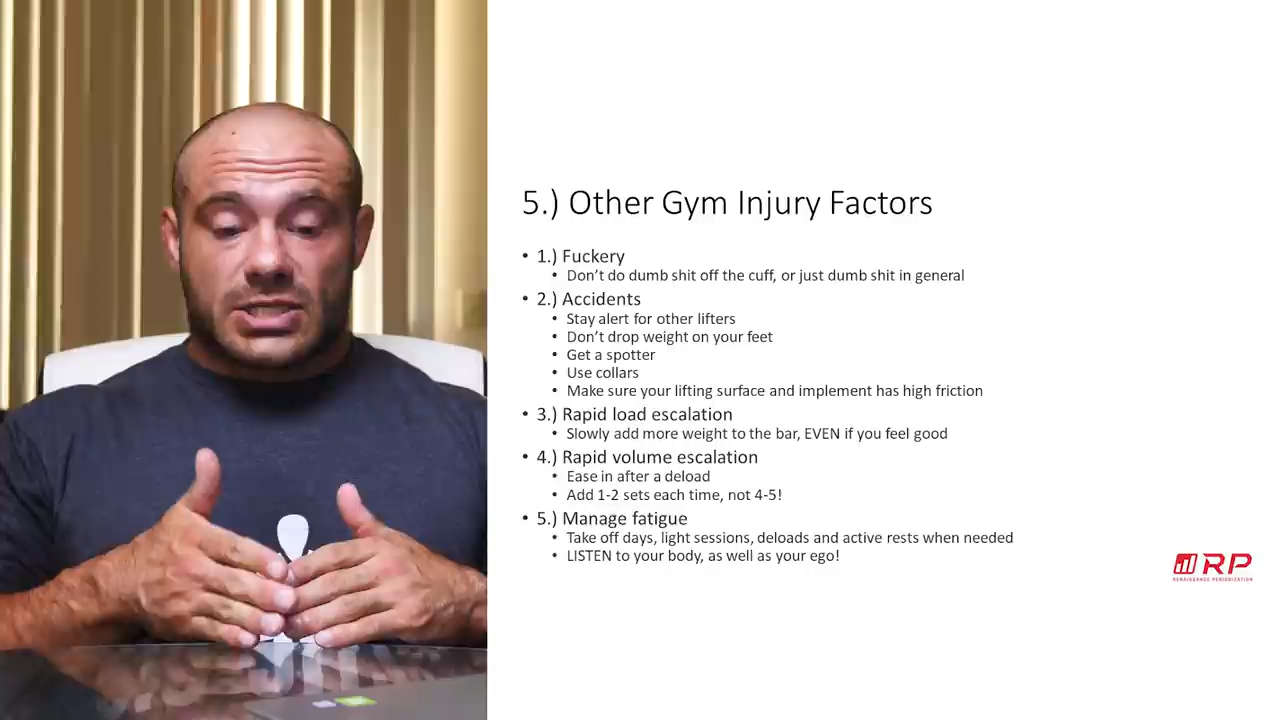 5.) Other Gym Injury Factors
• 1.) Fuckery
• Don't do dumb shit off the cuff, or just dumb shit in general
• 2.) Accidents
• Stay alert for other lifters
• Don't drop weight on your feet
• Get a spotter
• Use collars
• Make sure your lifting surface and implement has high friction
• 3.) Rapid load escalation
• Slowly add more weight to the bar, EVEN if you feel good
• 4.) Rapid volume escalation
• Ease in after a deload
• Add 1-2 sets each time, not 4-5!
• 5.) Manage fatigue
• Take off days, light sessions, deloads and active rests when needed
• LISTEN to your body, as well as your ego!
RP
RENAISSANCE PERIODIZATION